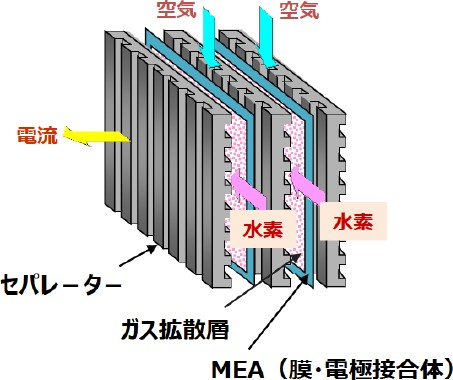 空気
空気
電流
水素
水素
セパレーター
ガス拡散層
MEA（膜・電極接合体）